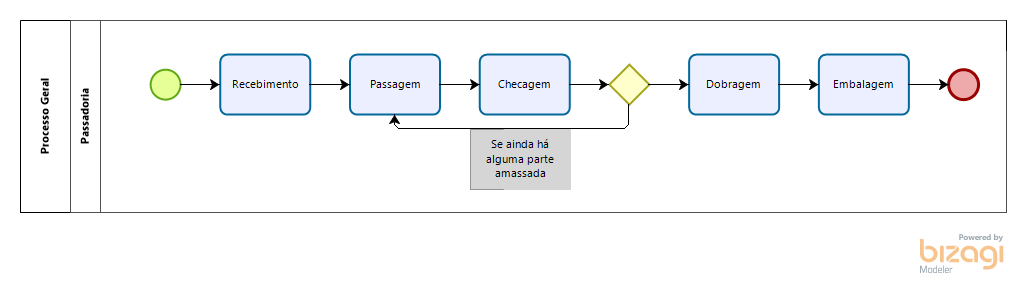 Processo Geral
Passadoria
Recebimento
Passagem
Checagem
Dobragem
Embalagem
Se ainda há
alguma parte
amassada
Powered by
bizagi
Modeler